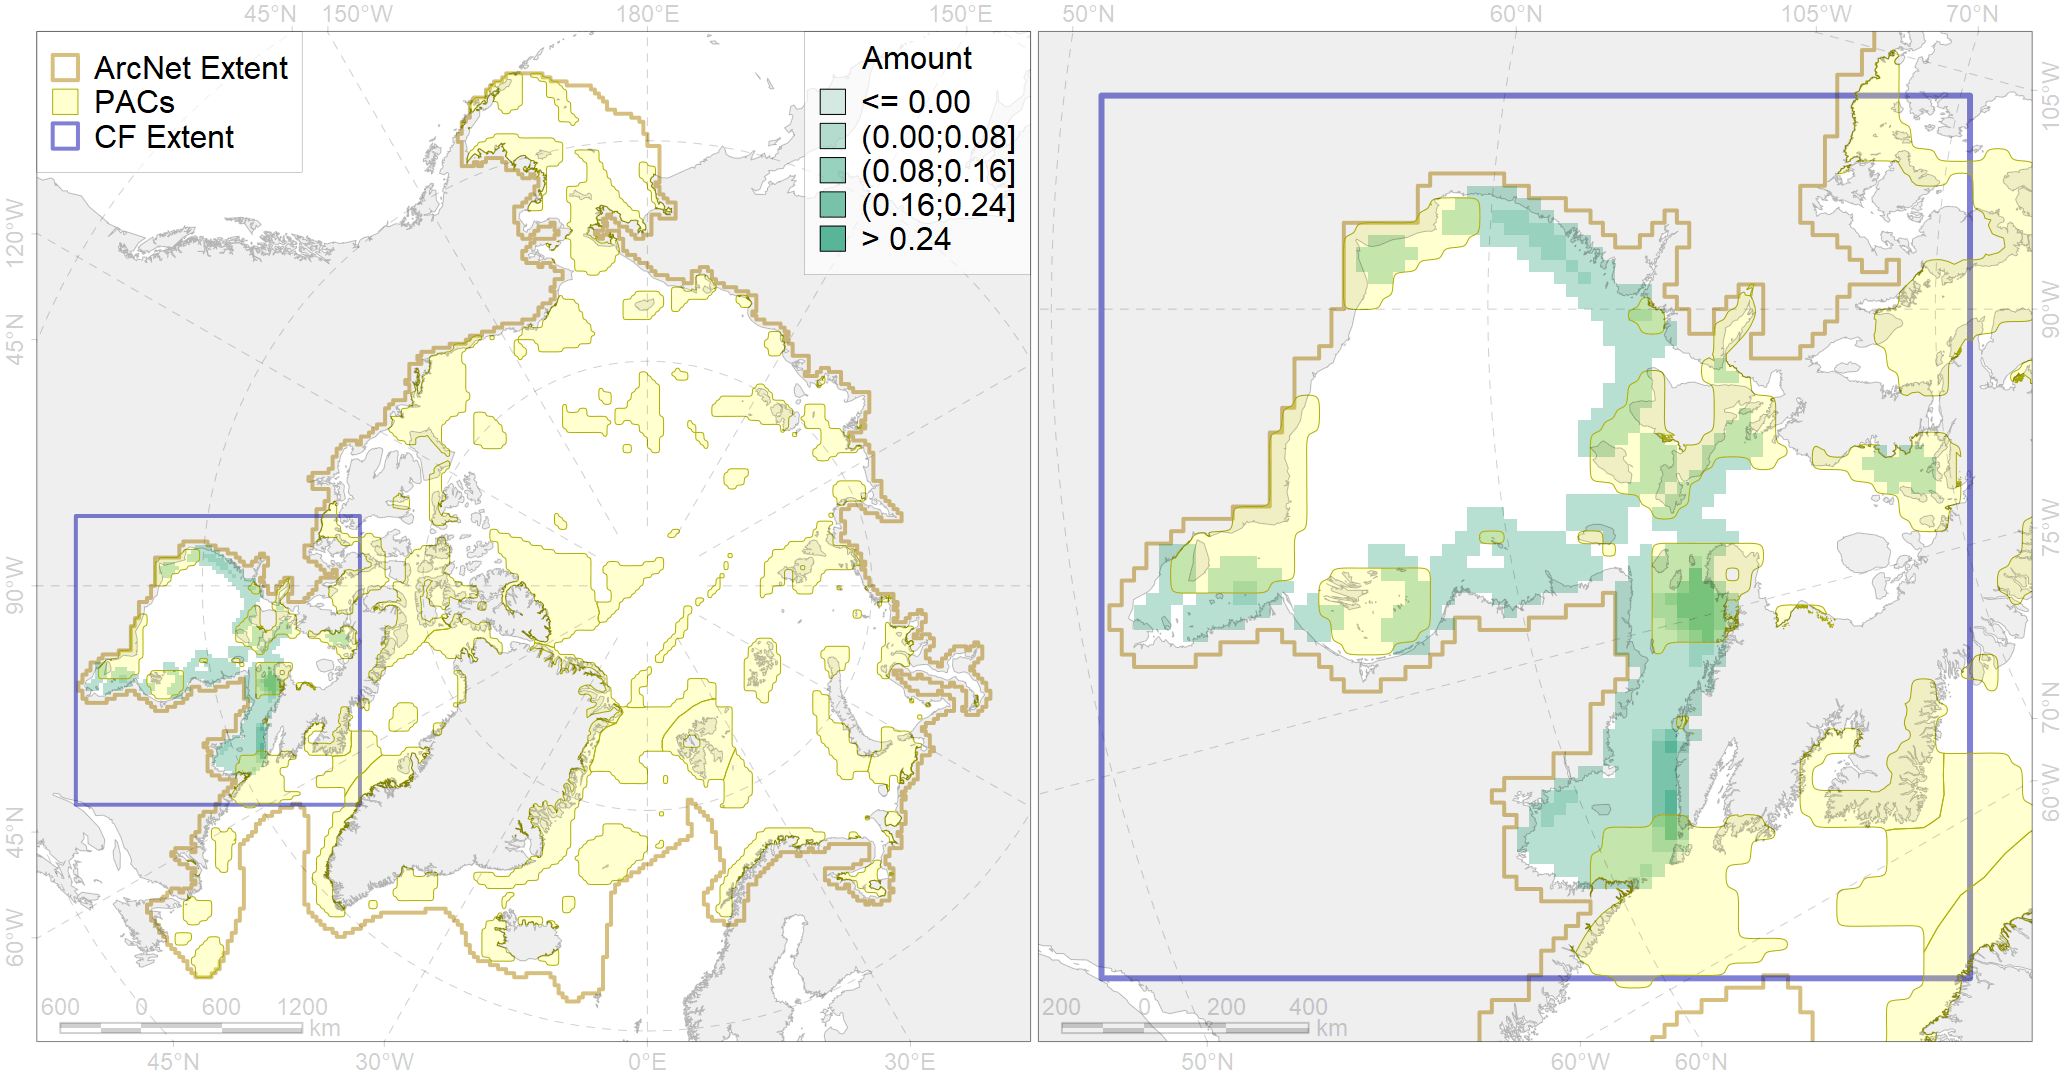 45°N 150°W 180°E 150°E 50°N 60°N 105°W 70°N
ArcNet Extent
PACs
CF Extent
Amount
<= 0.00
(0.00;0.08]
(0.08;0.16]
(0.16;0.24]
> 0.24
120°W
45°N
90°W
45°N
60°W
105°W
90°W
75°W
70°N
60°W
600 0 600 1200
km
200 0 200 400
km
45°N 30°W 0°E 30°E 50°N 60°W 60°N